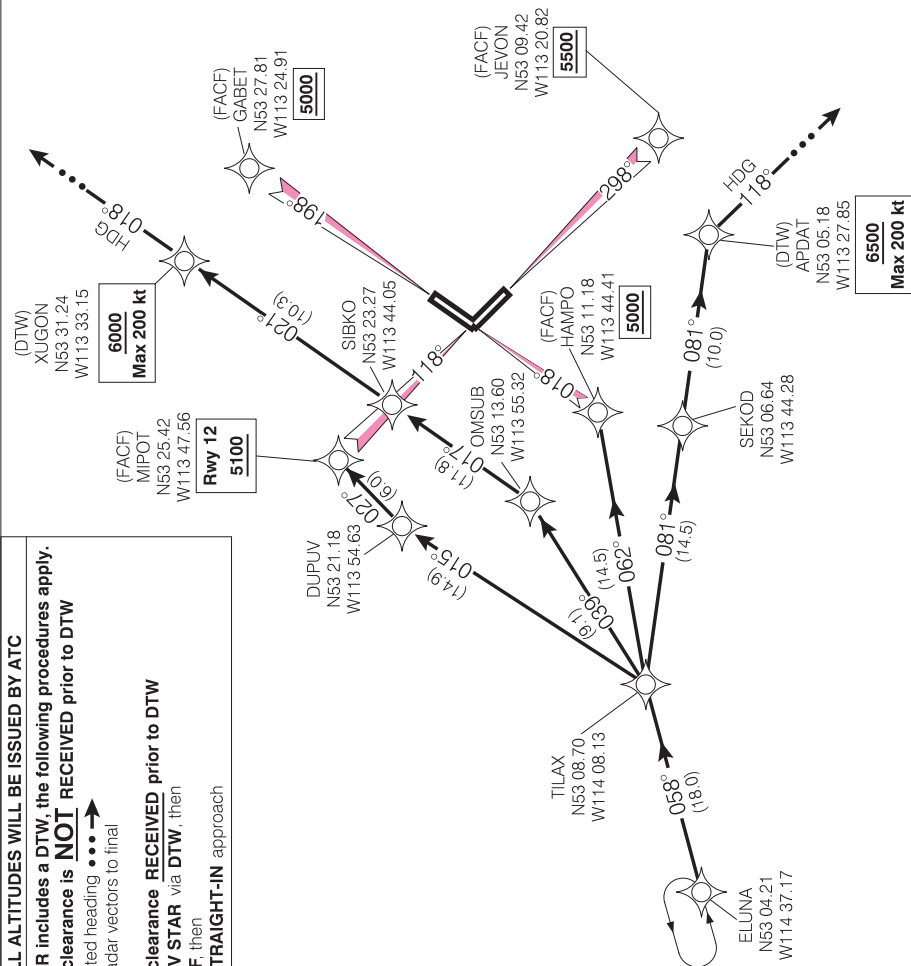 LL ALTITUDES WILL BE ISSUED BY ATC
R includes a DTW, the following procedures apply.
clearance is NOT RECEIVED prior to DTW
ted heading
adar vectors to final
clearance RECEIVED prior to DTW
V STAR via DTW, then
F, then
TRAIGHT-IN approach
(DTW)
XUGON
N53 31.24
W113 33.15
6000
Max 200 kt
HDG
018°
(FACF)
GABET
N53 27.81
W113 24.91
5000
198°
(FACF)
JEVON
N53 09.42
W113 20.82
5500
298°
021°
(10.3)
SIBKO
N53 23.27
W113 44.05
118°
(FACF)
MIPOT
N53 25.42
W113 47.56
Rwy 12
5100
027°
(6.0)
DUPUV
N53 21.18
W113 54.63
015°
(14.9)
017°
(11.8)
OMSUB
N53 13.60
W113 55.32
039°
(9.1)
(FACF)
HAMPO
N53 11.18
W113 44.41
5000
018°
062°
(14.5)
081°
(14.5)
SEKOD
N53 06.64
W113 44.28
081°
(10.0)
(DTW)
APDAT
N53 05.18
W113 27.85
6500
Max 200 kt
HDG
118°
TILAX
N53 08.70
W114 08.13
058°
(18.0)
ELUNA
N53 04.21
W114 37.17